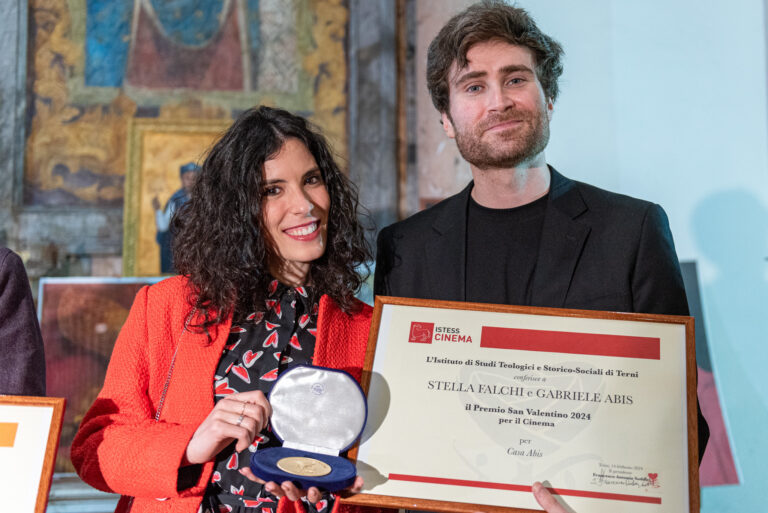 ISTESS
CINEMA
L'Istituto di Studi Teologici e Storico-Sociali di Terni
conferisce a
STELLA FALCHI e GABRIELE ABIS
il Premio San Valentino 2024
per il Cinema
per
Casa Abis
Terni, 14 febbraio 2024
Il presidente